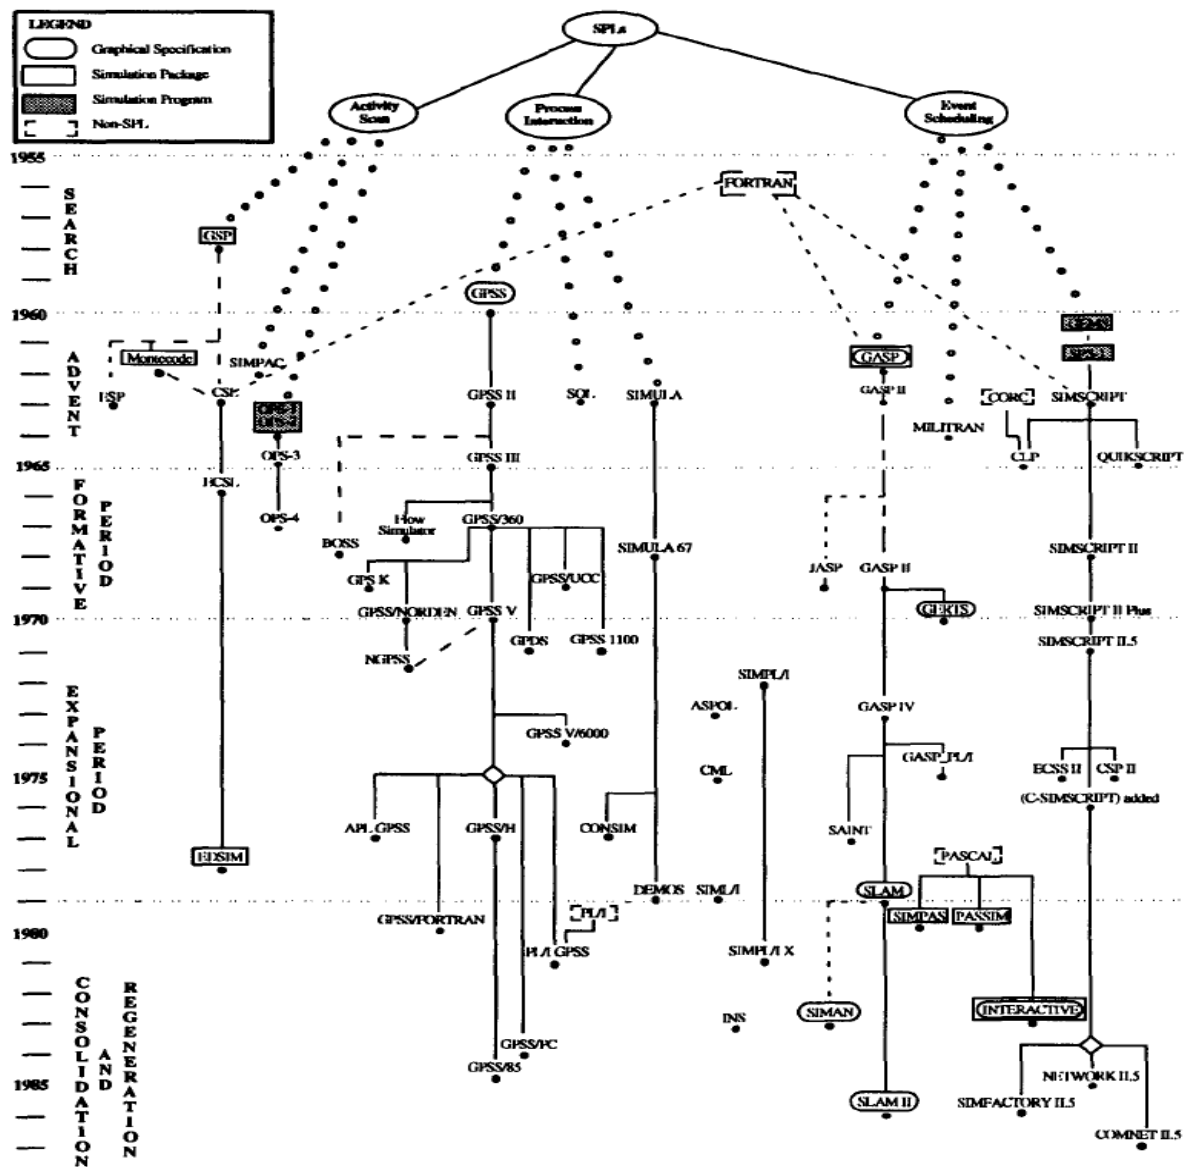 LEGEND
Graphical Specification
Simulation Package
Simulation Program
Non-SPL
SPLs
Activity
Scan
Process
Interaction
Event
Scheduling
1955
SEARCH
FORTRAN
GSP
GPSS
1960
ADVENT
Montecode
SIMPAC
GASP
ESP
CSL
GPSS II
SOL
SIMULA
GASP II
CORC
SIMSCRIPT
MILITRAN
OPS-3
GPSS III
CLP
QUIKSCRIPT
1965
FORMATIVE
PERIOD
ECSL
OPS-4
Flow
Simulator
GPSS/360
BOSS
SIMULA 67
SIMSCRIPT II
GPS K
GPSS/UCC
JASP
GASP II
GPSS/NORDEN
GPSS V
GERTS
SIMSCRIPT II Plus
1970
GPDS
GPSS 1100
SIMSCRIPT II.5
NGPSS
EXPANSIONAL
PERIOD
SIMPL/I
ASPOL
GASP IV
GPSS V/6000
GASP_PL/I
1975
CML
ECSS II
CSP II
(C-SIMSCRIPT) added
APL GPSS
GPSS/H
CONSIM
SAINT
EDSIM
PASCAL
DEMOS
SIML/I
SLAM
GPSS/FORTRAN
PL/I
SIMPAS
PASSIM
1980
PL/I GPSS
SIMPL/I X
CONSOLIDATION
AND
REGENERATION
INS
SIMAN
INTERACTIVE
GPSS/PC
GPSS/85
1985
NETWORK II.5
SLAM II
SIMFACTORY II.5
COMNET II.5